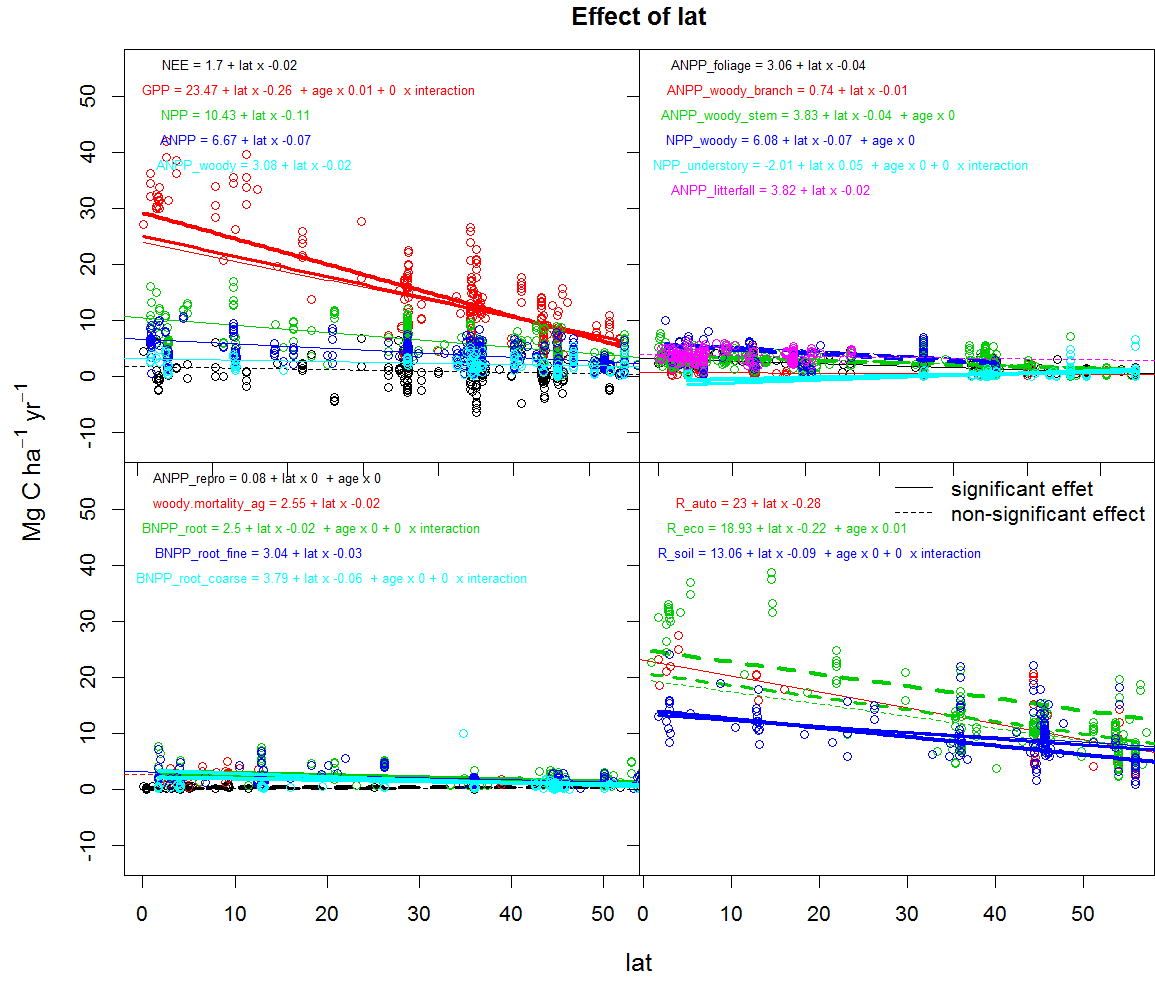 Effect of lat
NEE = 1.7 + lat x -0.02
GPP = 23.47 + lat x -0.26 + age x 0.01 + 0 x interaction
NPP = 10.43 + lat x -0.11
ANPP = 6.67 + lat x -0.07
ANPP_woody = 3.08 + lat x -0.02
ANPP_foliage = 3.06 + lat x -0.04
ANPP_woody_branch = 0.74 + lat x -0.01
ANPP_woody_stem = 3.83 + lat x -0.04 + age x 0
NPP_woody = 6.08 + lat x -0.07 + age x 0
NPP_understory = -2.01 + lat x 0.05 + age x 0 + 0 x interaction
ANPP_litterfall = 3.82 + lat x -0.02
50
40
30
20
10
0
-10
Mg C ha−1 yr−1
ANPP_repro = 0.08 + lat x 0 + age x 0
woody.mortality_ag = 2.55 + lat x -0.02
BNPP_root = 2.5 + lat x -0.02 + age x 0 + 0 x interaction
BNPP_root_fine = 3.04 + lat x -0.03
BNPP_root_coarse = 3.79 + lat x -0.06 + age x 0 + 0 x interaction
significant effet
non-significant effect
R_auto = 23 + lat x -0.28
R_eco = 18.93 + lat x -0.22 + age x 0.01
R_soil = 13.06 + lat x -0.09 + age x 0 + 0 x interaction
50
40
30
20
10
0
-10
0 10 20 30 40 50
0 10 20 30 40 50
lat